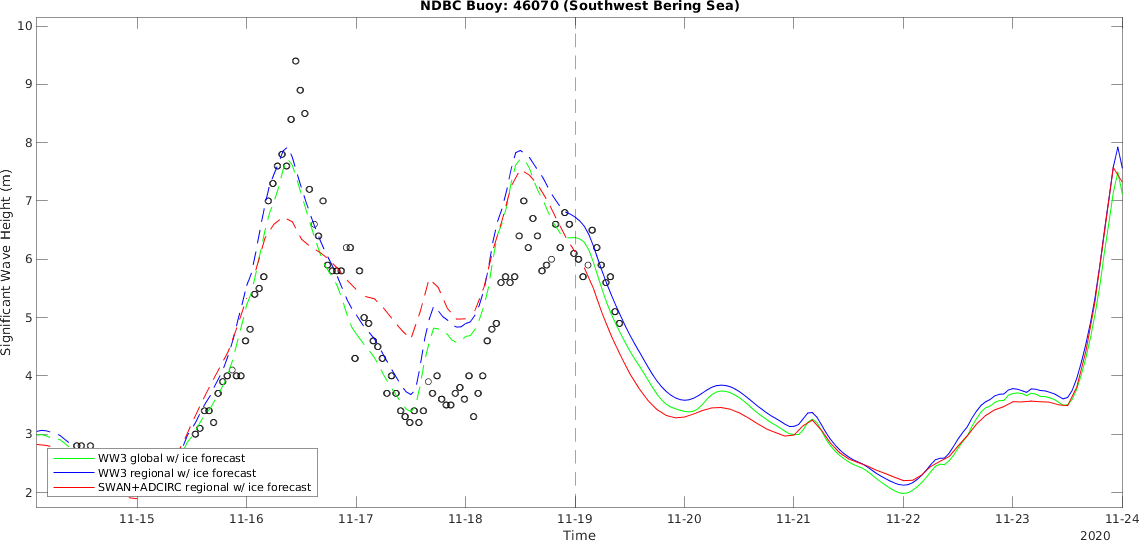 NDBC Buoy: 46070 (Southwest Bering Sea)
10
9
8
7
6
5
4
3
2
Significant Wave Height (m)
WW3 global w/ ice forecast
WW3 regional w/ ice forecast
SWAN+ADCIRC regional w/ ice forecast
11-15 11-16 11-17 11-18 11-19 11-20 11-21 11-22 11-23 11-24
Time
2020